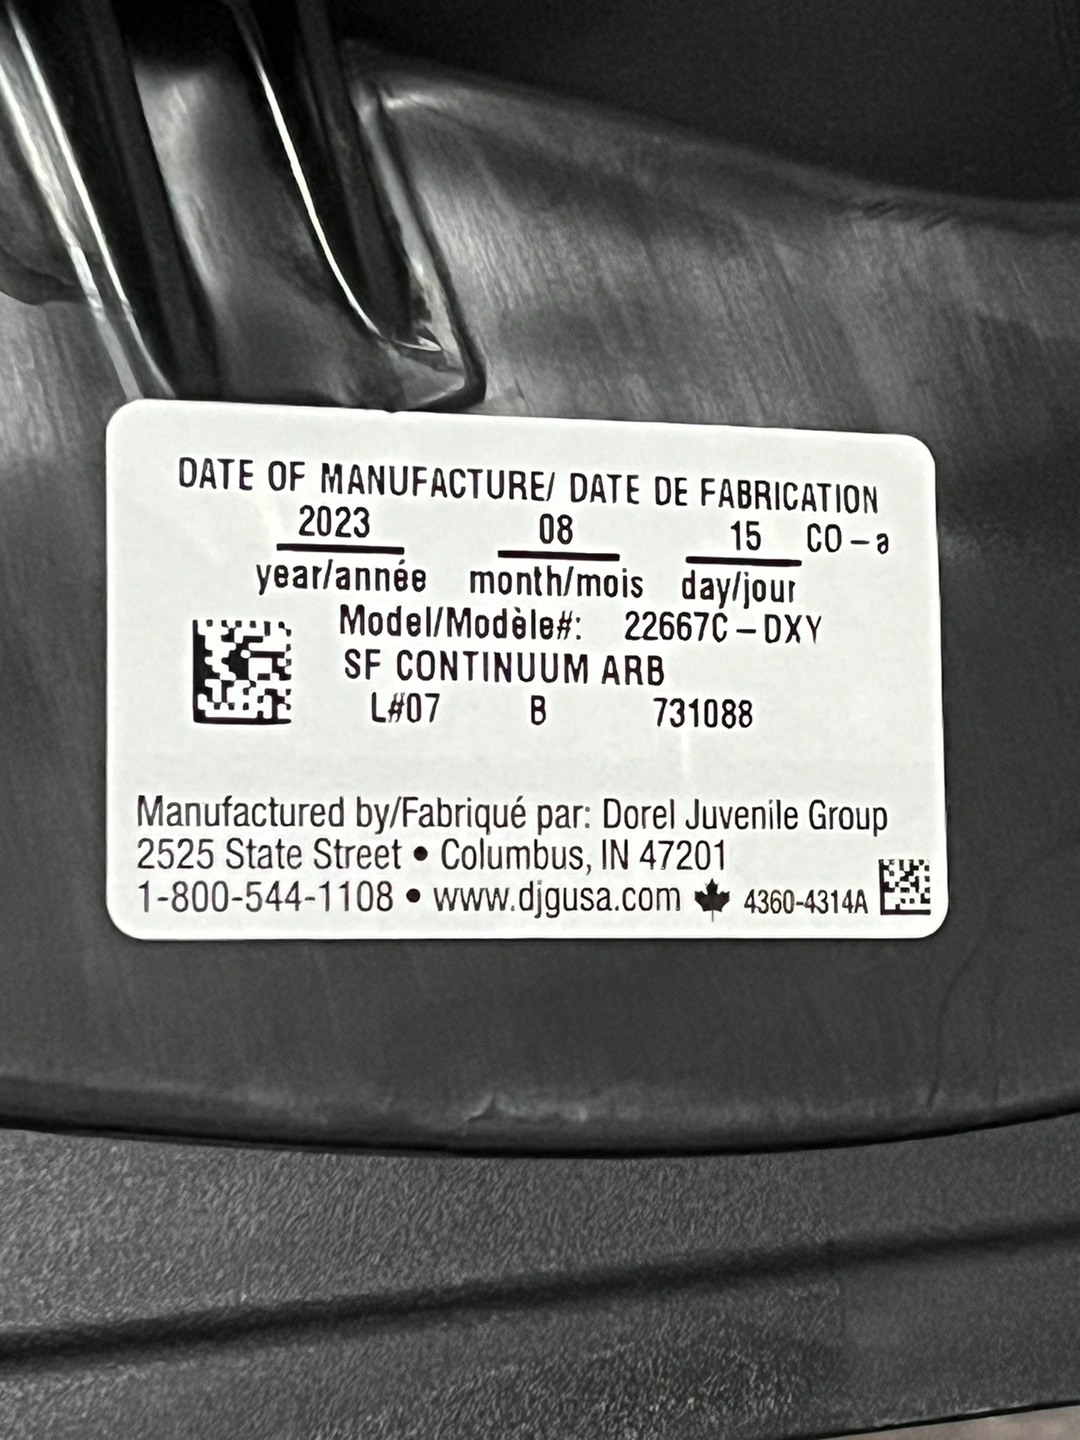 DATE OF MANUFACTURE/ DATE DE FABRICATION
2023 08 15 CO-a
year/année month/mois day/jour
Model/Modèle#: 22667C-DXY
SF CONTINUUM ARB
L#07 B 731088
Manufactured by/Fabriqué par: Dorel Juvenile Group
2525 State Street • Columbus, IN 47201
1-800-544-1108 • www.djgusa.com 4360-4314A